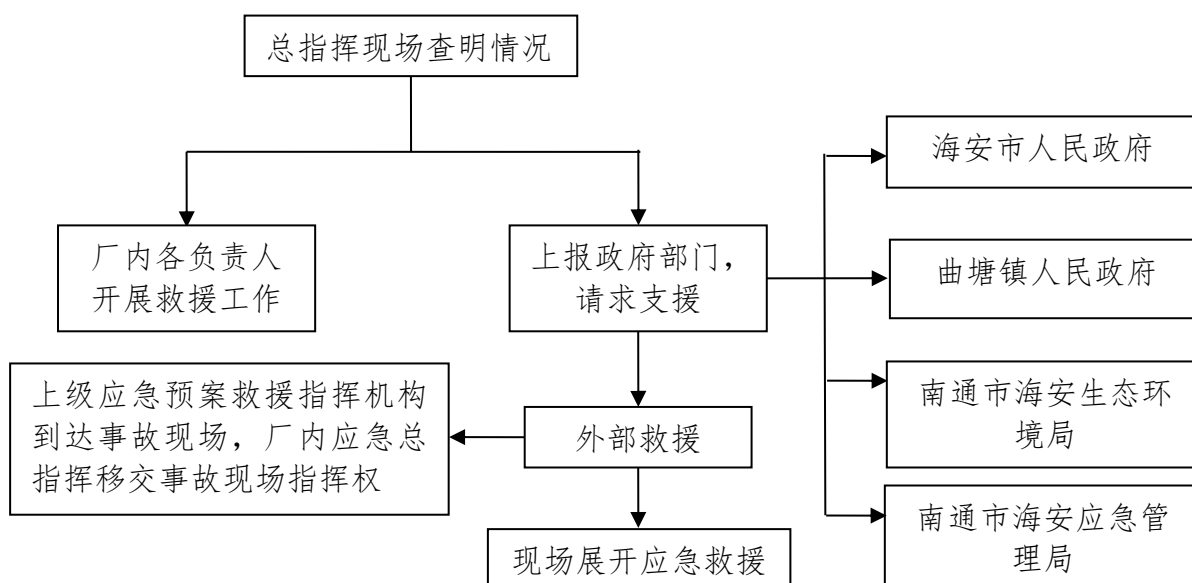 总指挥现场查明情况
海安市人民政府
厂内各负责人
开展救援工作
上报政府部门，
请求支援
曲塘镇人民政府
上级应急预案救援指挥机构
到达事故现场，厂内应急总
指挥移交事故现场指挥权
外部救援
南通市海安生态环
境局
现场展开应急救援
南通市海安应急管
理局